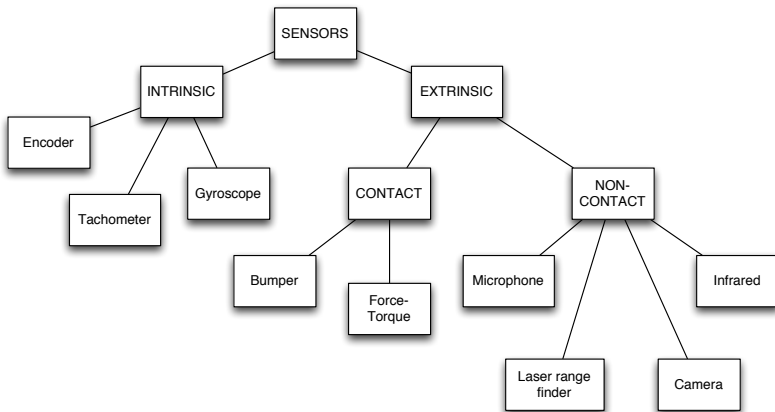 SENSORS
INTRINSIC
EXTRINSIC
Encoder
Tachometer
Gyroscope
CONTACT
NON-
CONTACT
Bumper
Force-
Torque
Microphone
Infrared
Laser range
finder
Camera